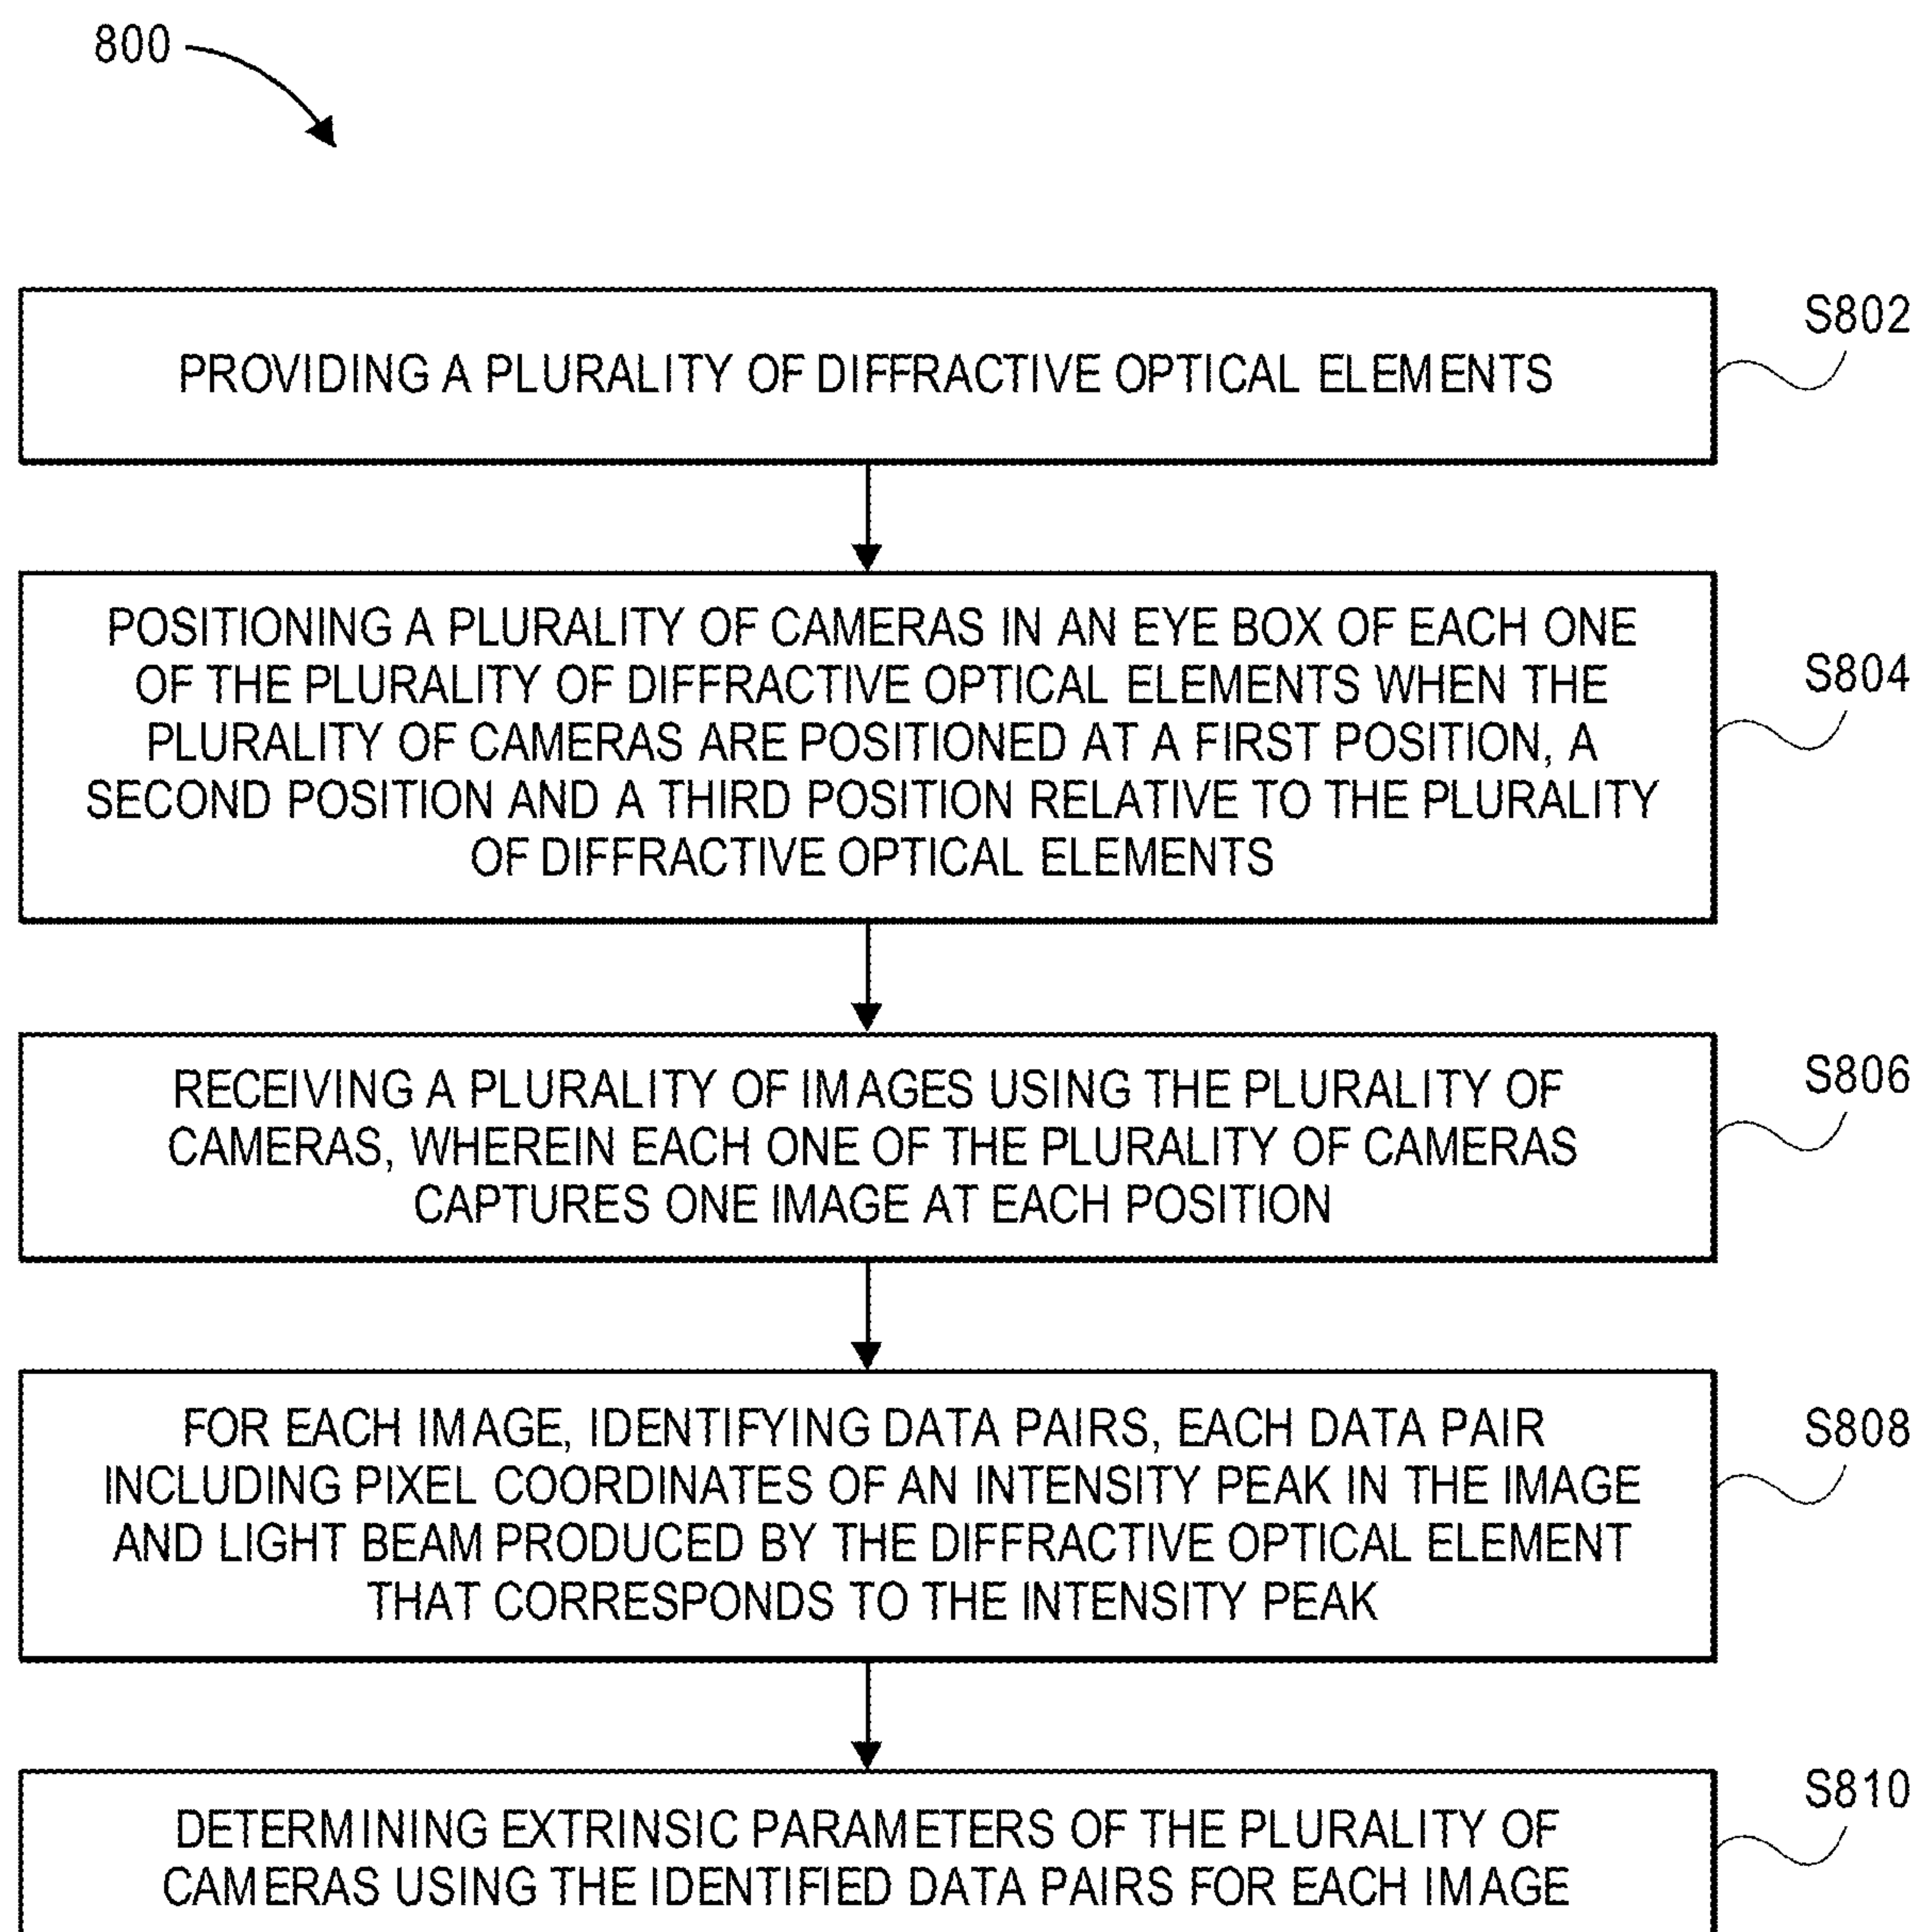 800
S802
PROVIDING A PLURALITY OF DIFFRACTIVE OPTICAL ELEMENTS
POSITIONING A PLURALITY OF CAMERAS IN AN EYE BOX OF EACH ONE
OF THE PLURALITY OF DIFFRACTIVE OPTICAL ELEMENTS WHEN THE
S804
PLURALITY OF CAMERAS ARE POSITIONED AT A FIRST POSITION, A
SECOND POSITION AND A THIRD POSITION RELATIVE TO THE PLURALITY
OF DIFFRACTIVE OPTICAL ELEMENTS
S806
RECEIVING A PLURALITY OF IMAGES USING THE PLURALITY OF
CAMERAS, WHEREIN EACH ONE OF THE PLURALITY OF CAMERAS
CAPTURES ONE IMAGE AT EACH POSITION
S808
FOR EACH IMAGE, IDENTIFYING DATA PAIRS, EACH DATA PAIR
INCLUDING PIXEL COORDINATES OF AN INTENSITY PEAK IN THE IMAGE
AND LIGHT BEAM PRODUCED BY THE DIFFRACTIVE OPTICAL ELEMENT
THAT CORRESPONDS TO THE INTENSITY PEAK
S810
DETERMINING EXTRINSIC PARAMETERS OF THE PLURALITY OF
CAMERAS USING THE IDENTIFIED DATA PAIRS FOR EACH IMAGE